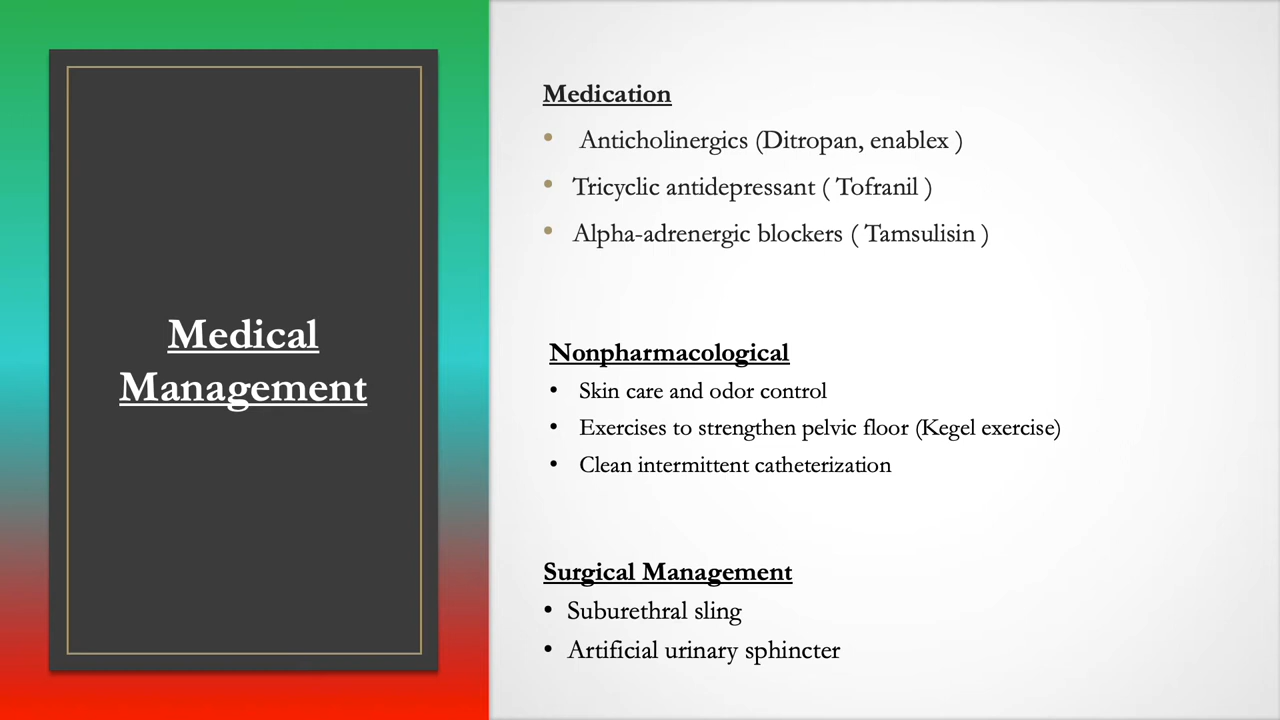 Medical
Management
Medication
• Anticholinergics (Ditropan, enablex )
• Tricyclic antidepressant ( Tofranil )
• Alpha-adrenergic blockers ( Tamsulisin )
Nonpharmacological
• Skin care and odor control
• Exercises to strengthen pelvic floor (Kegel exercise)
• Clean intermittent catheterization
Surgical Management
• Suburethral sling
• Artificial urinary sphincter